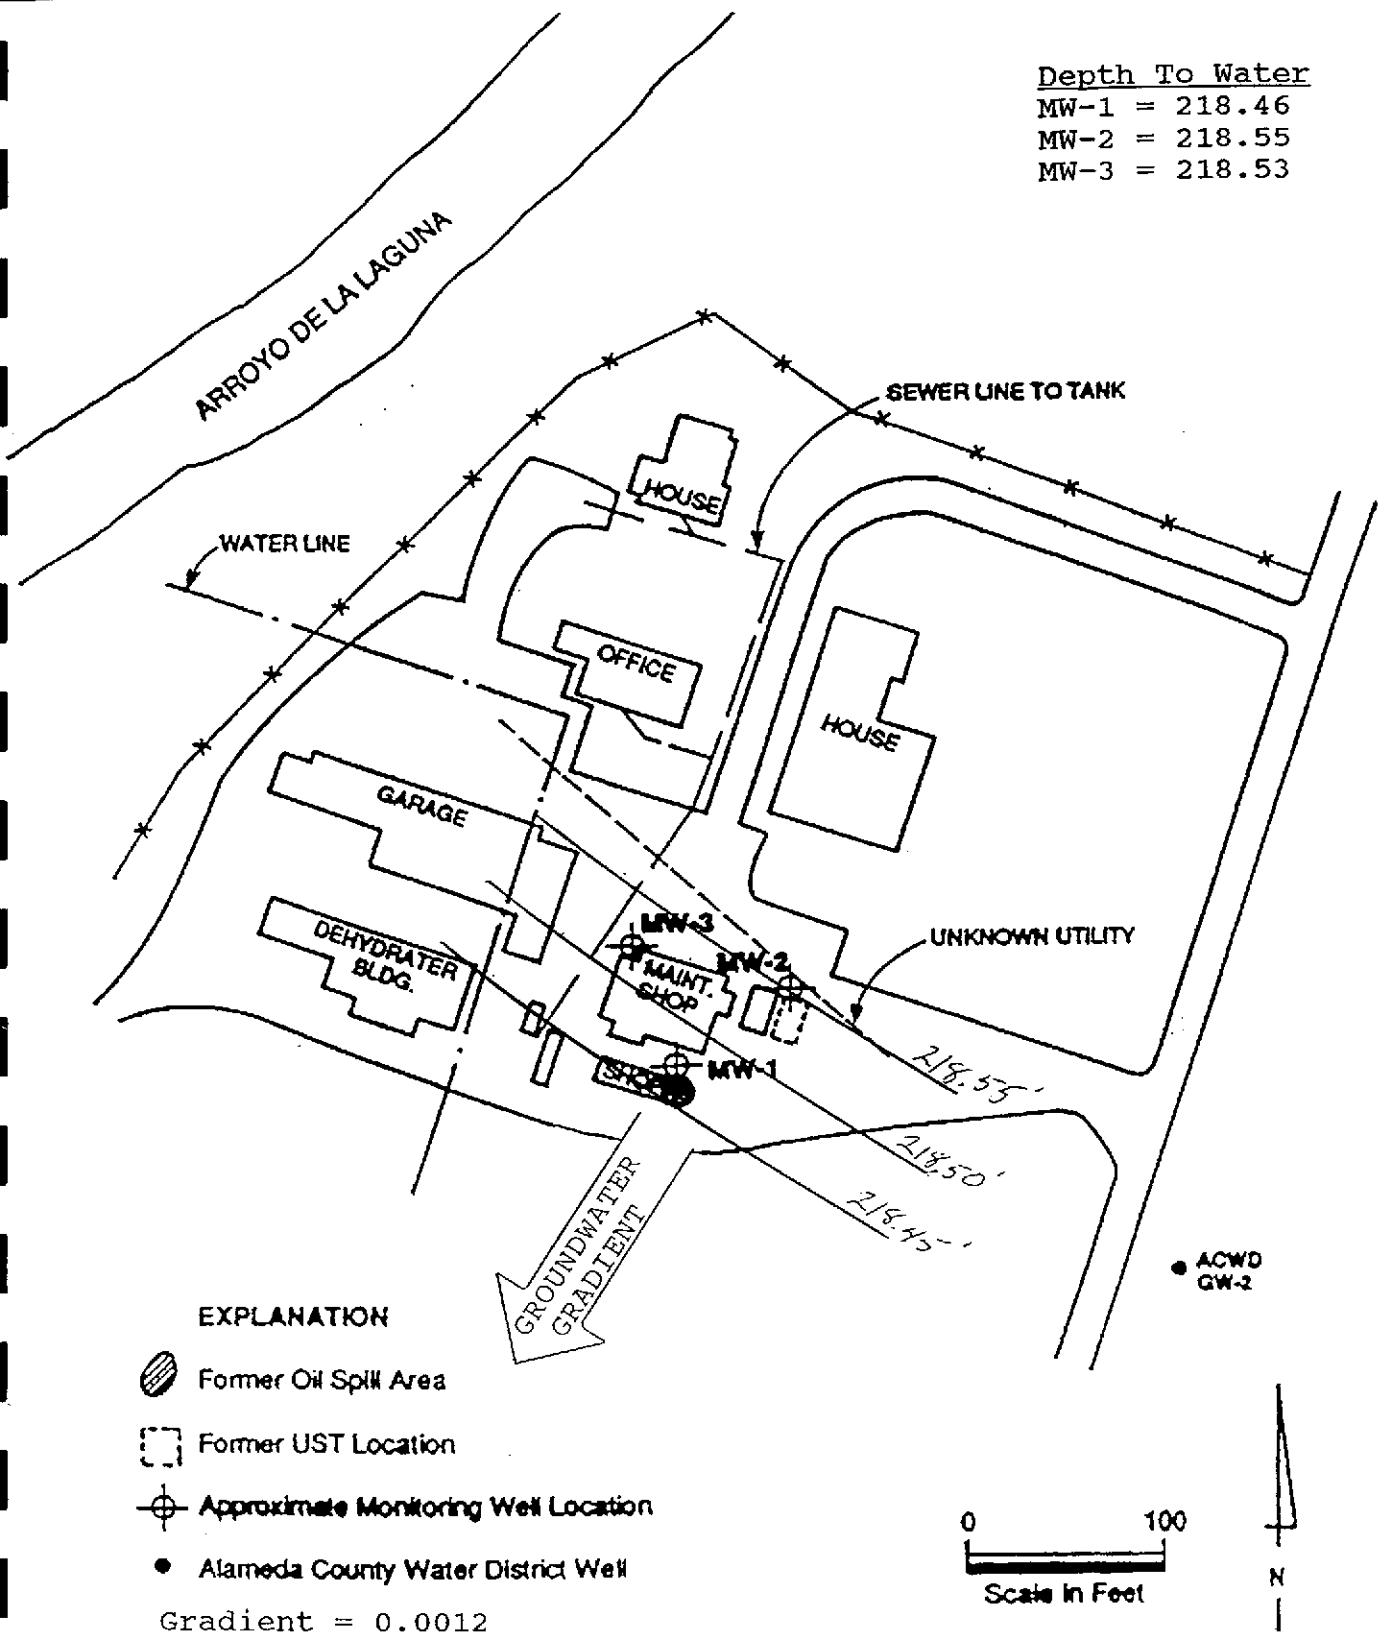 Depth To Water
MW-1 = 218.46
MW-2 = 218.55
MW-3 = 218.53
ARROYO DE LA LAGUNA
SEWER LINE TO TANK
HOUSE
WATER LINE
OFFICE
HOUSE
GARAGE
MW-3
DEHYDRATER
BLDG.
MAINT.
SHOP
MW-2
UNKNOWN UTILITY
SHOP
MW-1
218.55'
218.50'
218.45'
GROUNDWATER
GRADIENT
ACWD
GW-2
EXPLANATION
Former Oil Spill Area
Former UST Location
Approximate Monitoring Well Location
Alameda County Water District Well
Gradient = 0.0012
0 100
Scale in Feet
N